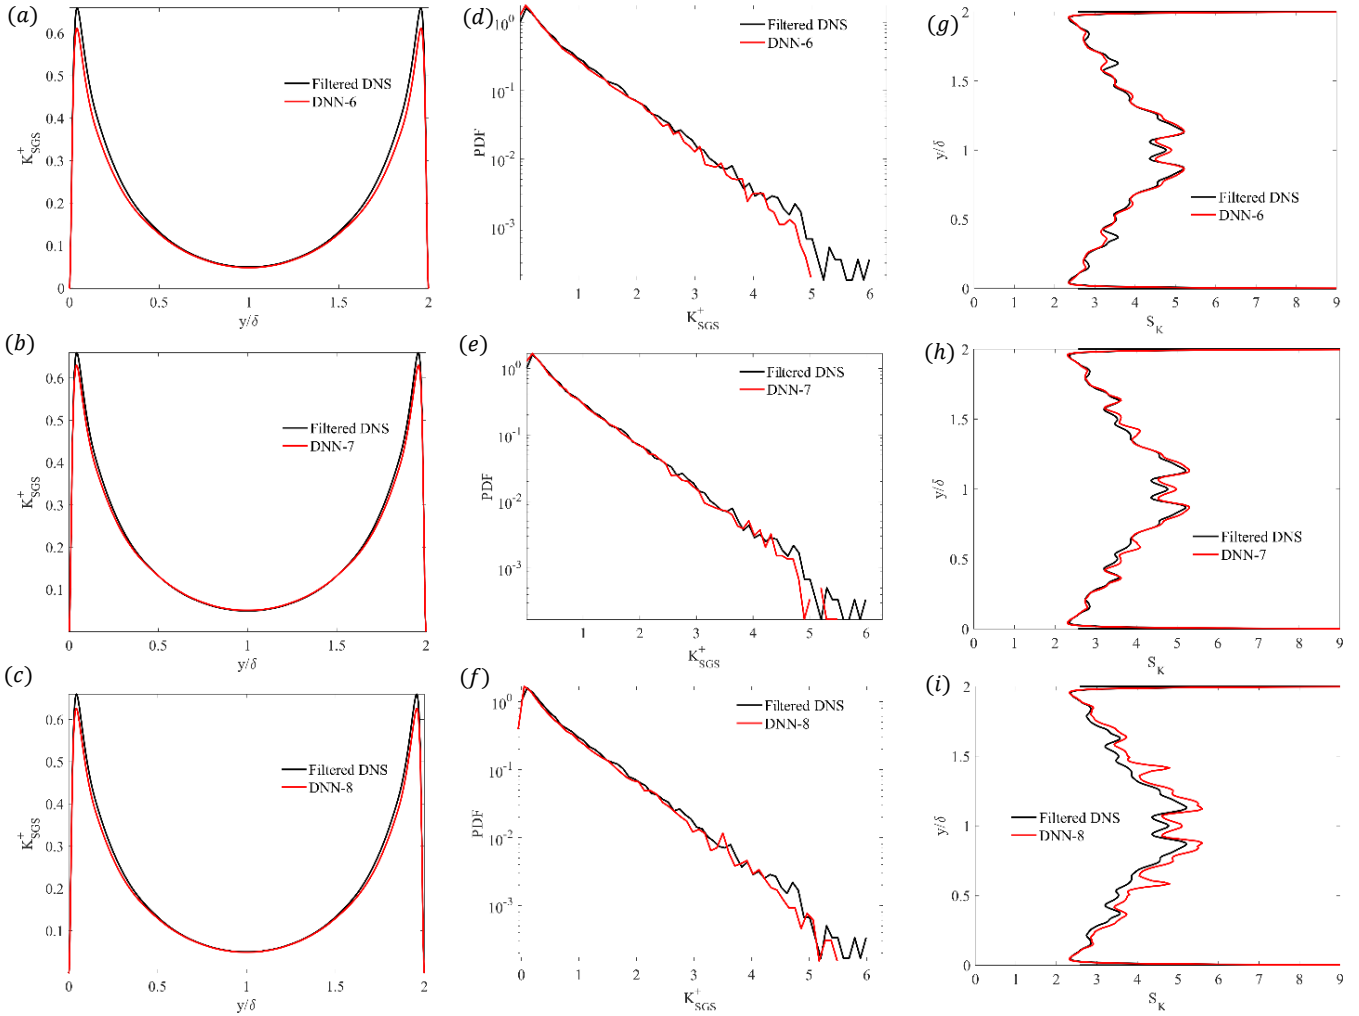 (a)
0.6
0.5
0.4
0.3
0.2
0.1
0
K⁺SGS
Filtered DNS
DNN-6
0 0.5 1 1.5 2
y/δ
(d)
10⁰
10⁻¹
10⁻²
10⁻³
PDF
Filtered DNS
DNN-6
1 2 3 4 5 6
K⁺SGS
(g)
2
1.5
1
0.5
0
y/δ
Filtered DNS
DNN-6
0 1 2 3 4 5 6 7 8 9
S_K
(b)
0.6
0.5
0.4
0.3
0.2
0.1
K⁺SGS
Filtered DNS
DNN-7
0 0.5 1 1.5 2
y/δ
(e)
10⁰
10⁻¹
10⁻²
10⁻³
PDF
Filtered DNS
DNN-7
1 2 3 4 5 6
K⁺SGS
(h)
2
1.5
1
0.5
0
y/δ
Filtered DNS
DNN-7
0 1 2 3 4 5 6 7 8 9
S_K
(c)
0.6
0.5
0.4
0.3
0.2
0.1
K⁺SGS
Filtered DNS
DNN-8
0 0.5 1 1.5 2
y/δ
(f)
10⁰
10⁻¹
10⁻²
10⁻³
PDF
Filtered DNS
DNN-8
0 1 2 3 4 5 6
K⁺SGS
(i)
2
1.5
1
0.5
0
y/δ
Filtered DNS
DNN-8
0 1 2 3 4 5 6 7 8 9
S_K